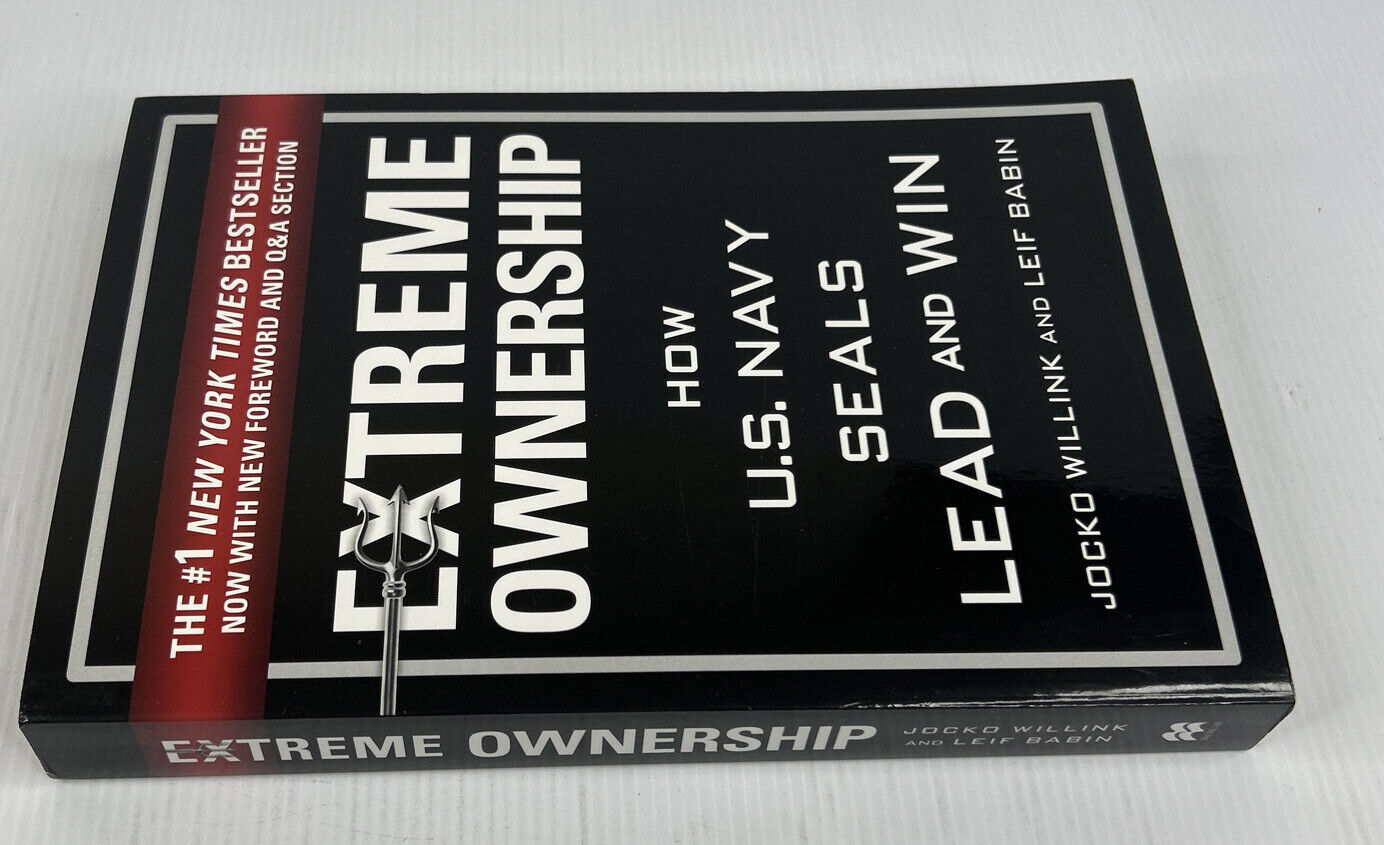 THE #1 NEW YORK TIMES BESTSELLER
NOW WITH NEW FOREWORD AND Q&A SECTION
EXTREME
OWNERSHIP
HOW
U.S. NAVY
SEALS
LEAD AND WIN
JOCKO WILLINK AND LEIF BABIN
EXTREME OWNERSHIP
JOCKO WILLINK
AND LEIF BABIN